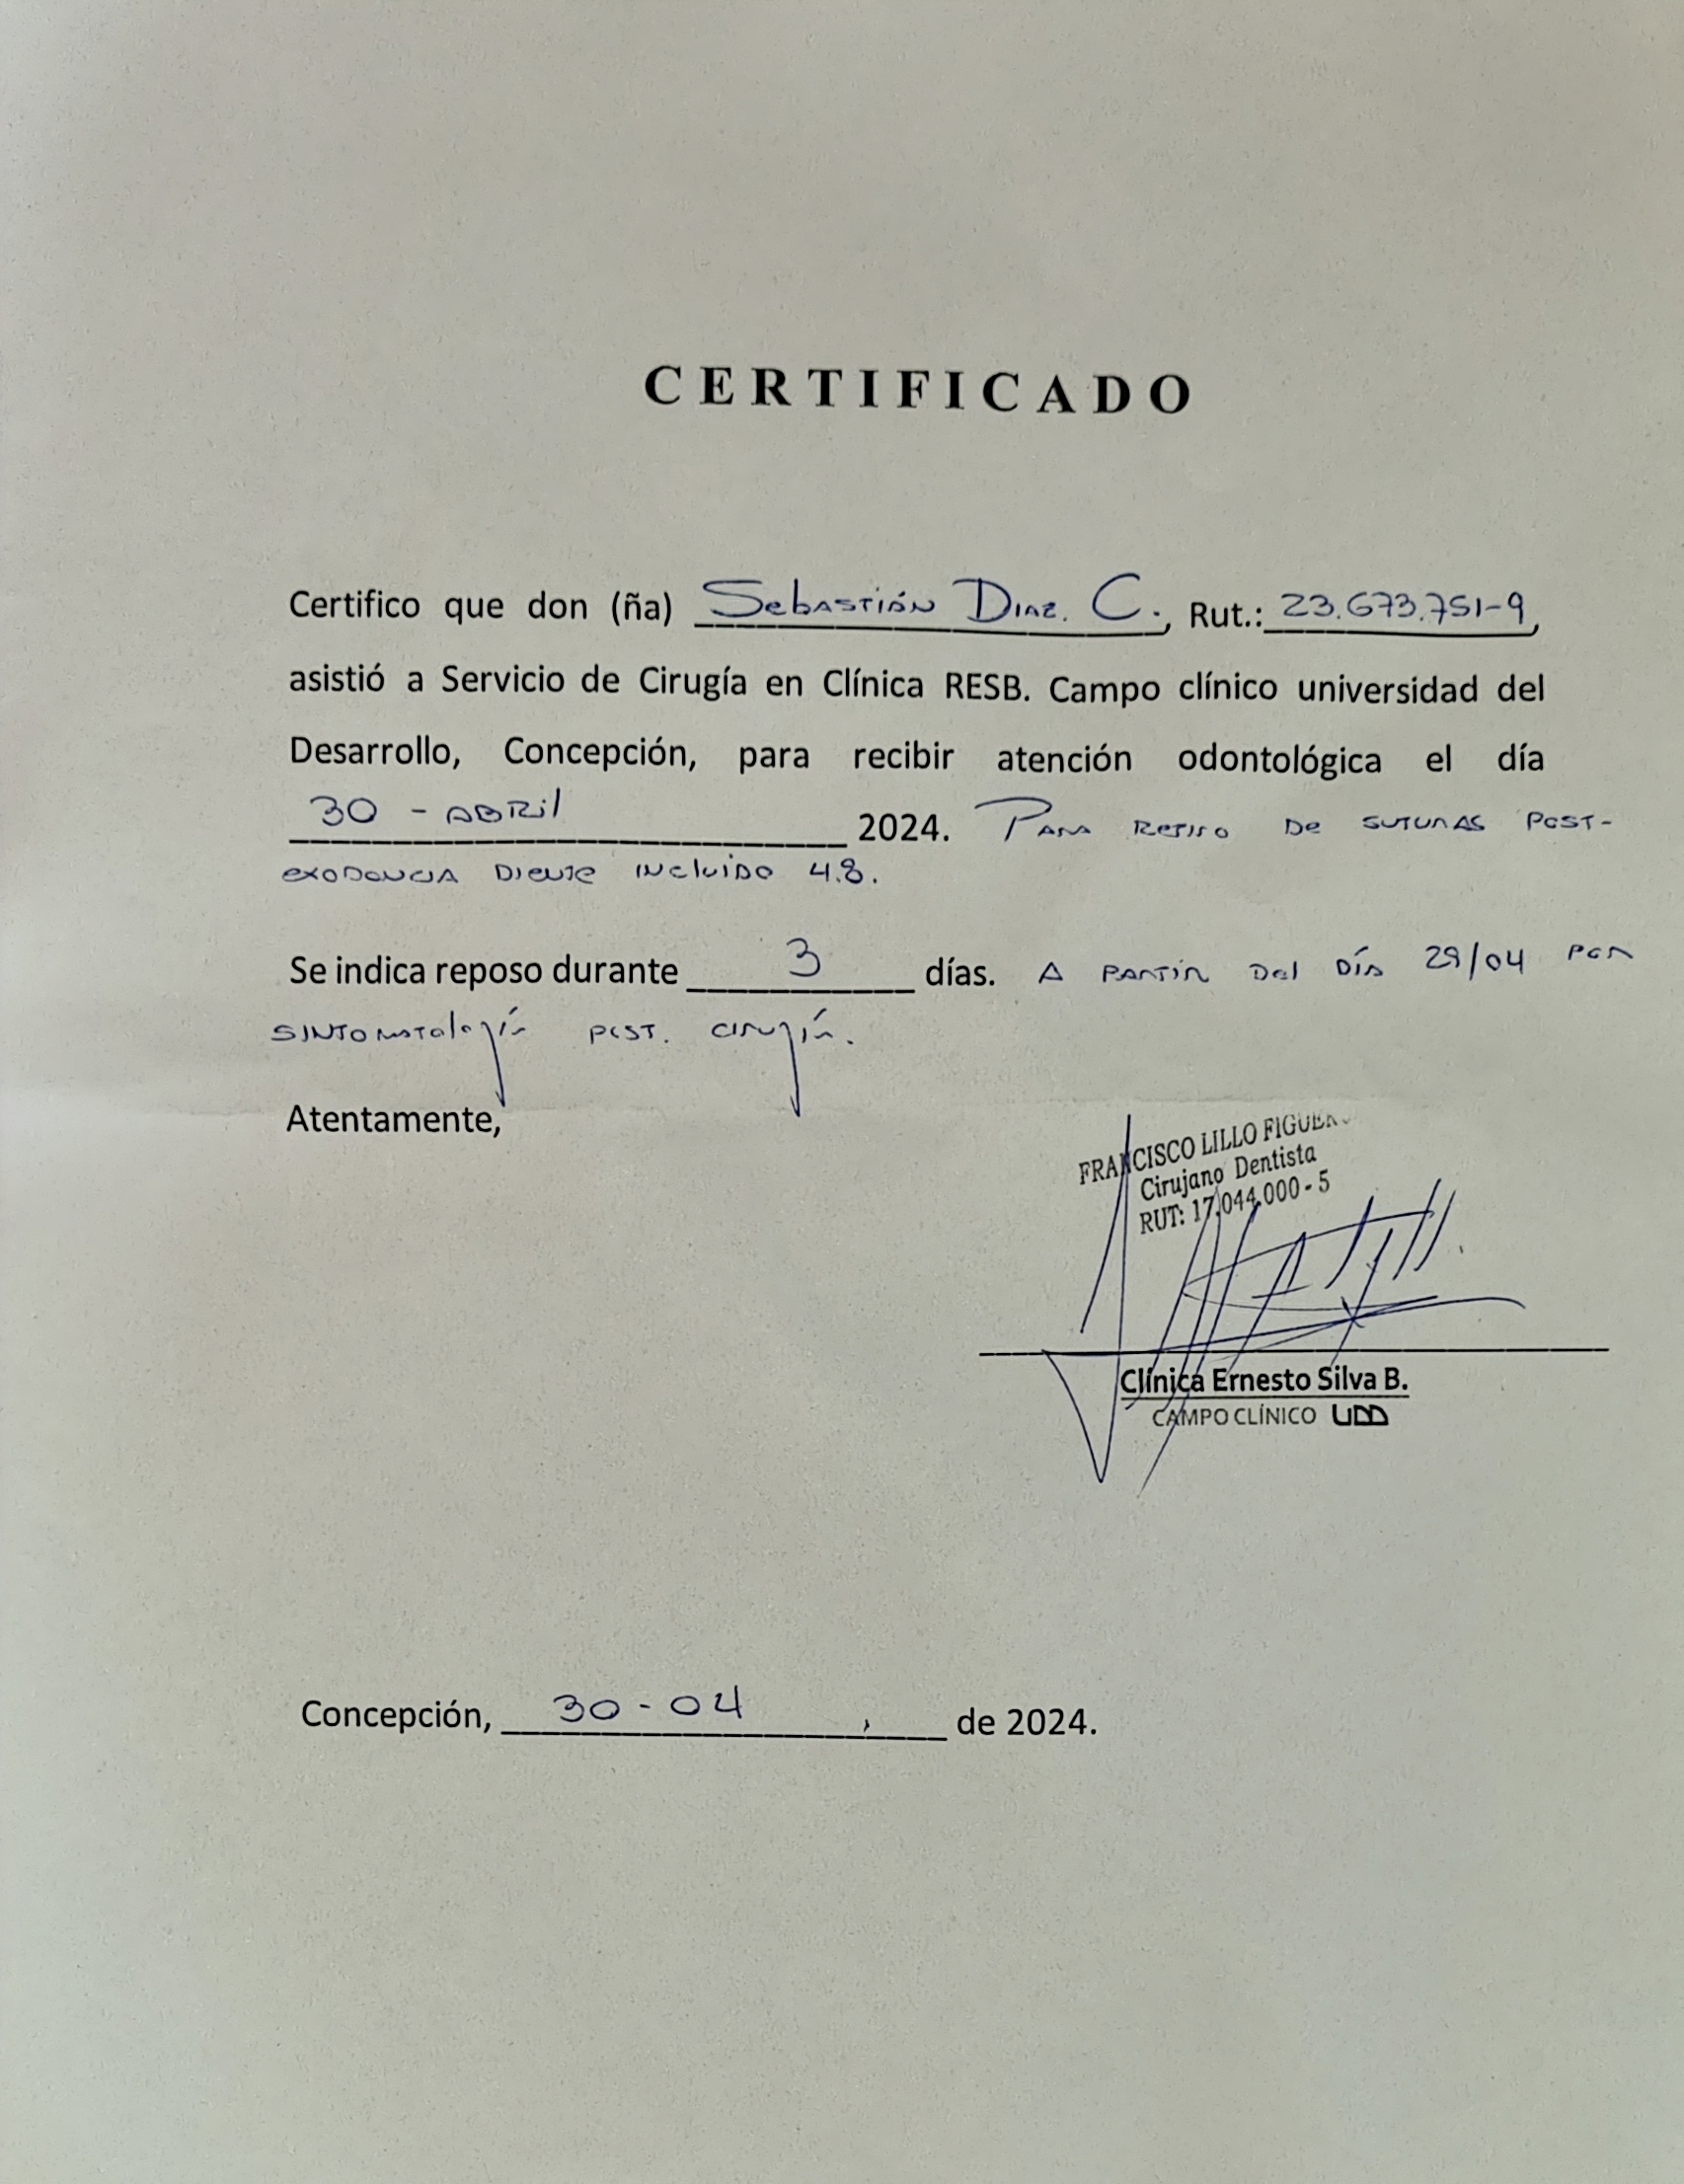 CERTIFICADO
Certifico que don (ña) Sebastián Diaz. C., Rut.: 23.673.751-9,
asistió a Servicio de Cirugía en Clínica RESB. Campo clínico universidad del
Desarrollo, Concepción, para recibir atención odontológica el día
30 - Abril 2024. Para Retiro De suturas post-
exodoncia Diente incluido 4.8.
Se indica reposo durante 3 días. A partir Del Día 29/04 por
sintomatología post. cirugía.
Atentamente,
FRANCISCO LILLO
Cirujano Dentista
RUT: 17.044.000-5
Clínica Ernesto Silva B.
CAMPO CLÍNICO UDD
Concepción, 30-04, de 2024.